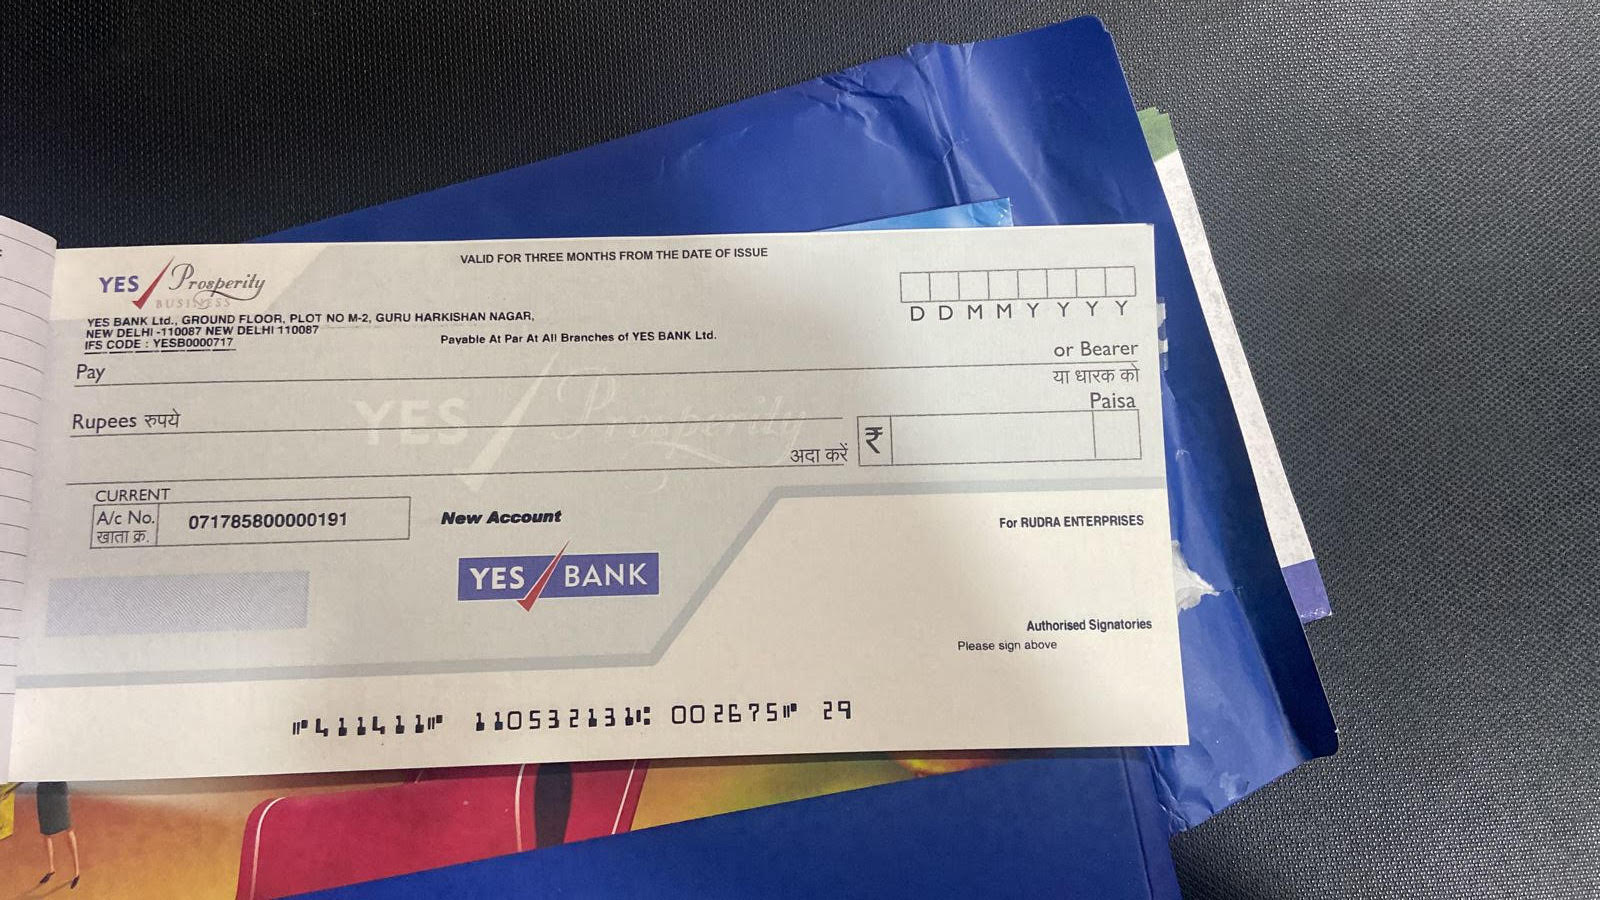 VALID FOR THREE MONTHS FROM THE DATE OF ISSUE
YES Prosperity
BUSINESS
YES BANK Ltd., GROUND FLOOR, PLOT NO M-2, GURU HARKISHAN NAGAR,
NEW DELHI -110087 NEW DELHI 110087
IFS CODE : YESB0000717
Payable At Par At All Branches of YES BANK Ltd.
D D M M Y Y Y Y
Pay
or Bearer
या धारक को
Rupees रुपये
YES Prosperity
Paisa
अदा करें
₹
CURRENT
A/c No. 071785800000191
खाता क्र.
New Account
For RUDRA ENTERPRISES
YES BANK
Authorised Signatories
Please sign above
⑈411411⑈ 110532131⑆ 002675⑈ 29